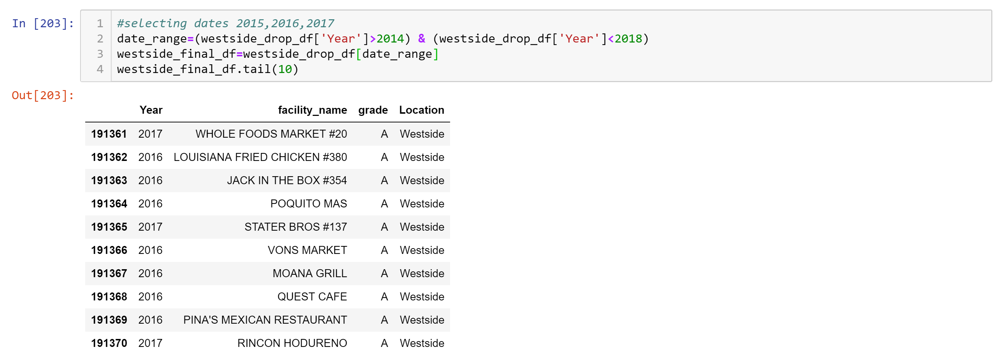 In [203]:
1 #selecting dates 2015,2016,2017
2 date_range=(westside_drop_df['Year']>2014) & (westside_drop_df['Year']<2018)
3 westside_final_df=westside_drop_df[date_range]
4 westside_final_df.tail(10)
Out[203]:
Year facility_name grade Location
191361 2017 WHOLE FOODS MARKET #20 A Westside
191362 2016 LOUISIANA FRIED CHICKEN #380 A Westside
191363 2016 JACK IN THE BOX #354 A Westside
191364 2016 POQUITO MAS A Westside
191365 2017 STATER BROS #137 A Westside
191366 2016 VONS MARKET A Westside
191367 2016 MOANA GRILL A Westside
191368 2016 QUEST CAFE A Westside
191369 2016 PINA'S MEXICAN RESTAURANT A Westside
191370 2017 RINCON HODURENO A Westside